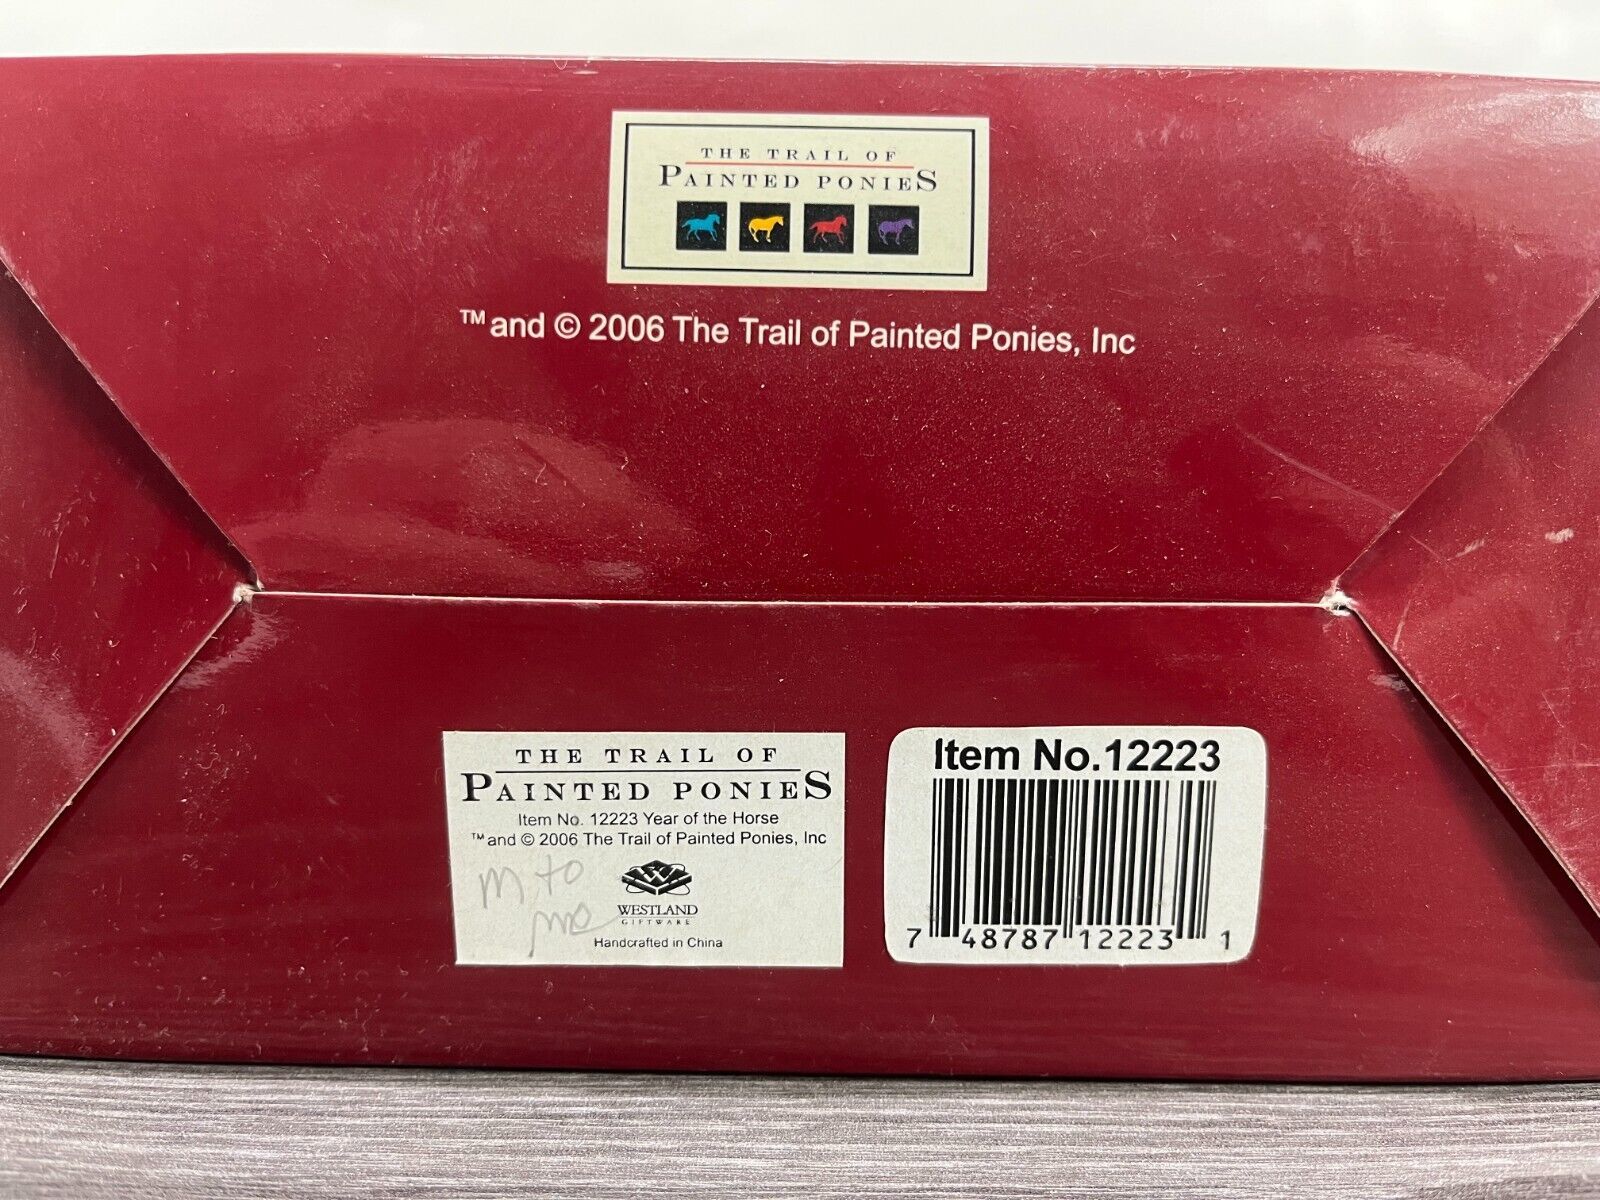 THE TRAIL OF
PAINTED PONIES
™ and © 2006 The Trail of Painted Ponies, Inc
THE TRAIL OF
PAINTED PONIES
Item No. 12223 Year of the Horse
™ and © 2006 The Trail of Painted Ponies, Inc
m to
me
W
WESTLAND
GIFTWARE
Handcrafted in China
Item No.12223
7 48787 12223 1